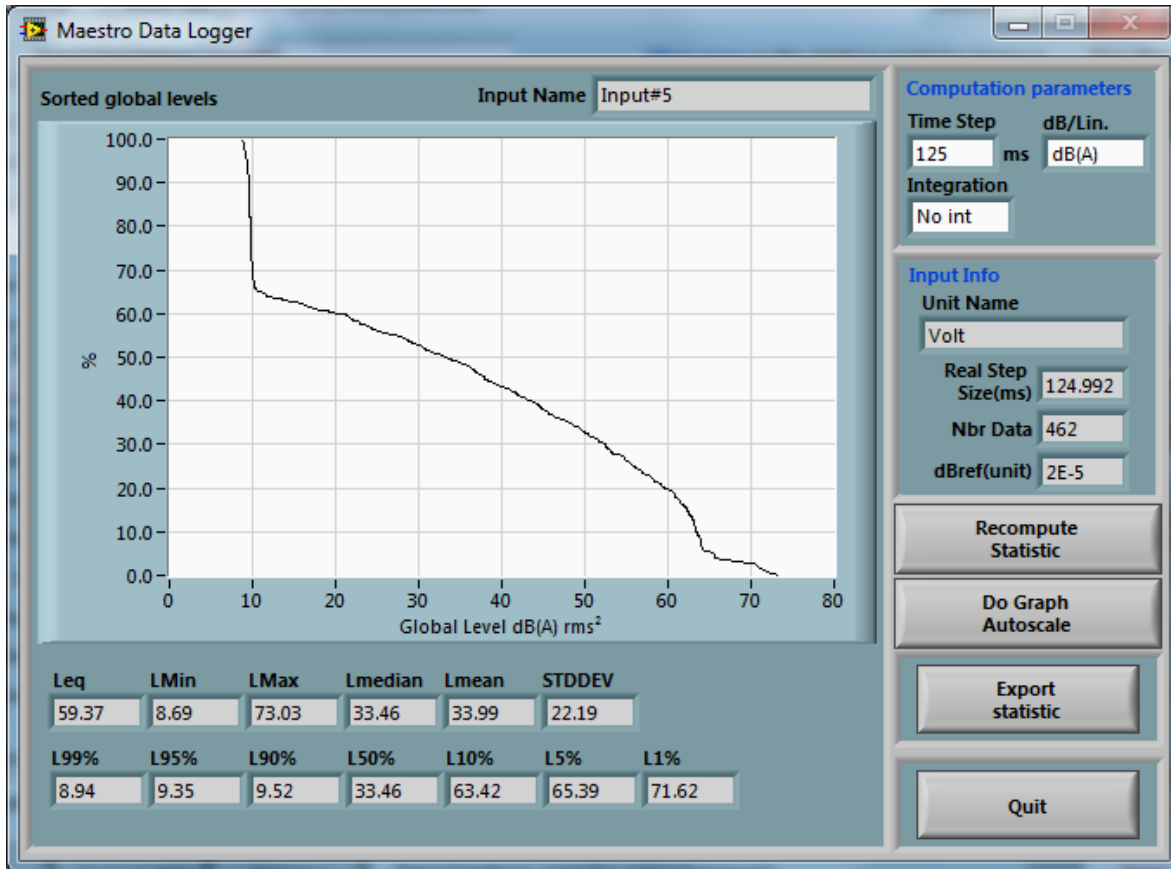 Maestro Data Logger
Sorted global levels
Input Name Input#5
100.0
90.0
80.0
70.0
60.0
50.0
40.0
30.0
20.0
10.0
0.0
%
0 10 20 30 40 50 60 70 80
Global Level dB(A) rms²
Leq LMin LMax Lmedian Lmean STDDEV
59.37 8.69 73.03 33.46 33.99 22.19
L99% L95% L90% L50% L10% L5% L1%
8.94 9.35 9.52 33.46 63.42 65.39 71.62
Computation parameters
Time Step dB/Lin.
125 ms dB(A)
Integration
No int
Input Info
Unit Name
Volt
Real Step
Size(ms) 124.992
Nbr Data 462
dBref(unit) 2E-5
Recompute
Statistic
Do Graph
Autoscale
Export
statistic
Quit